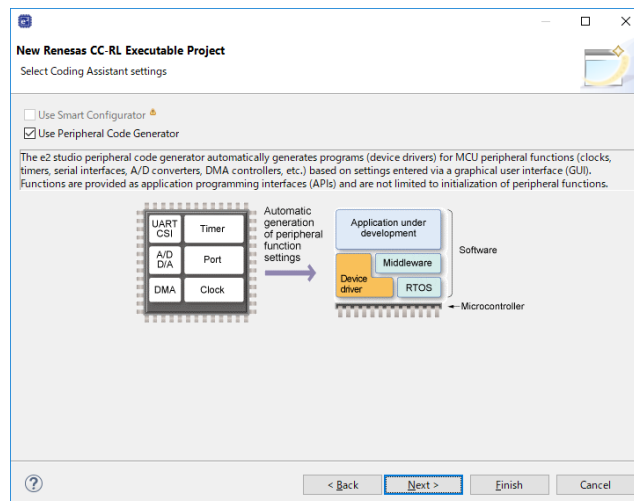 e²
New Renesas CC-RL Executable Project
Select Coding Assistant settings
Use Smart Configurator
Use Peripheral Code Generator
The e2 studio peripheral code generator automatically generates programs (device drivers) for MCU peripheral functions (clocks,
timers, serial interfaces, A/D converters, DMA controllers, etc.) based on settings entered via a graphical user interface (GUI).
Functions are provided as application programming interfaces (APIs) and are not limited to initialization of peripheral functions.
UART
CSI
Timer
A/D
D/A
Port
DMA
Clock
Automatic
generation
of peripheral
function
settings
Application under
development
Middleware
Device
driver
RTOS
Software
Microcontroller
?
< Back
Next >
Finish
Cancel